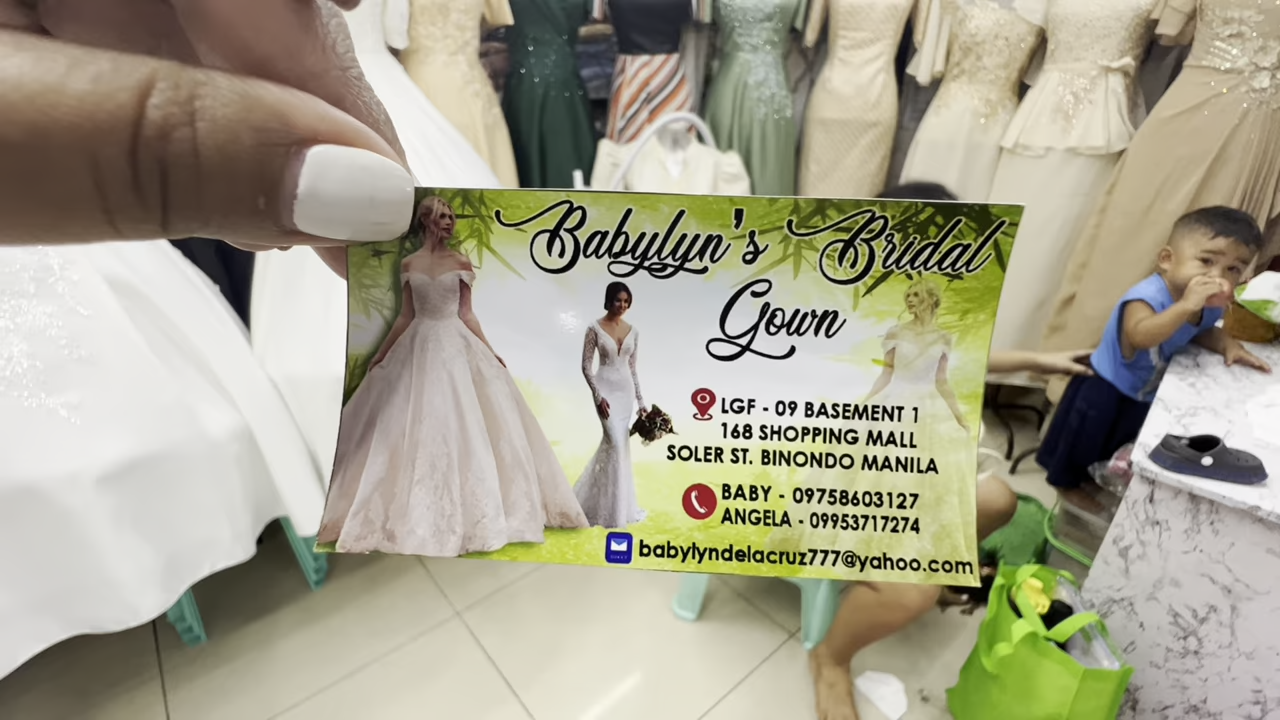 Babylyn's Bridal
Gown
LGF - 09 BASEMENT 1
168 SHOPPING MALL
SOLER ST. BINONDO MANILA
BABY - 09758603127
ANGELA - 09953717274
babylyndelacruz777@yahoo.com